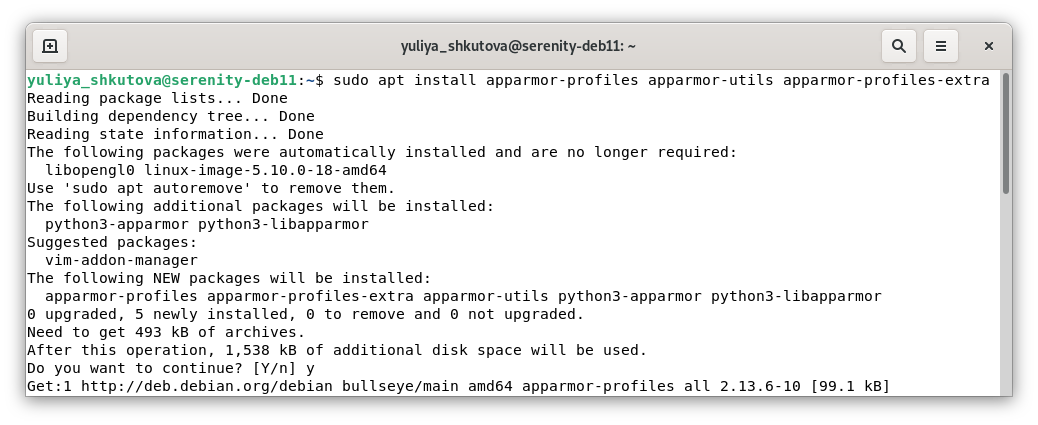 yuliya_shkutova@serenity-deb11: ~
yuliya_shkutova@serenity-deb11:~$ sudo apt install apparmor-profiles apparmor-utils apparmor-profiles-extra
Reading package lists... Done
Building dependency tree... Done
Reading state information... Done
The following packages were automatically installed and are no longer required:
  libopengl0 linux-image-5.10.0-18-amd64
Use 'sudo apt autoremove' to remove them.
The following additional packages will be installed:
  python3-apparmor python3-libapparmor
Suggested packages:
  vim-addon-manager
The following NEW packages will be installed:
  apparmor-profiles apparmor-profiles-extra apparmor-utils python3-apparmor python3-libapparmor
0 upgraded, 5 newly installed, 0 to remove and 0 not upgraded.
Need to get 493 kB of archives.
After this operation, 1,538 kB of additional disk space will be used.
Do you want to continue? [Y/n] y
Get:1 http://deb.debian.org/debian bullseye/main amd64 apparmor-profiles all 2.13.6-10 [99.1 kB]